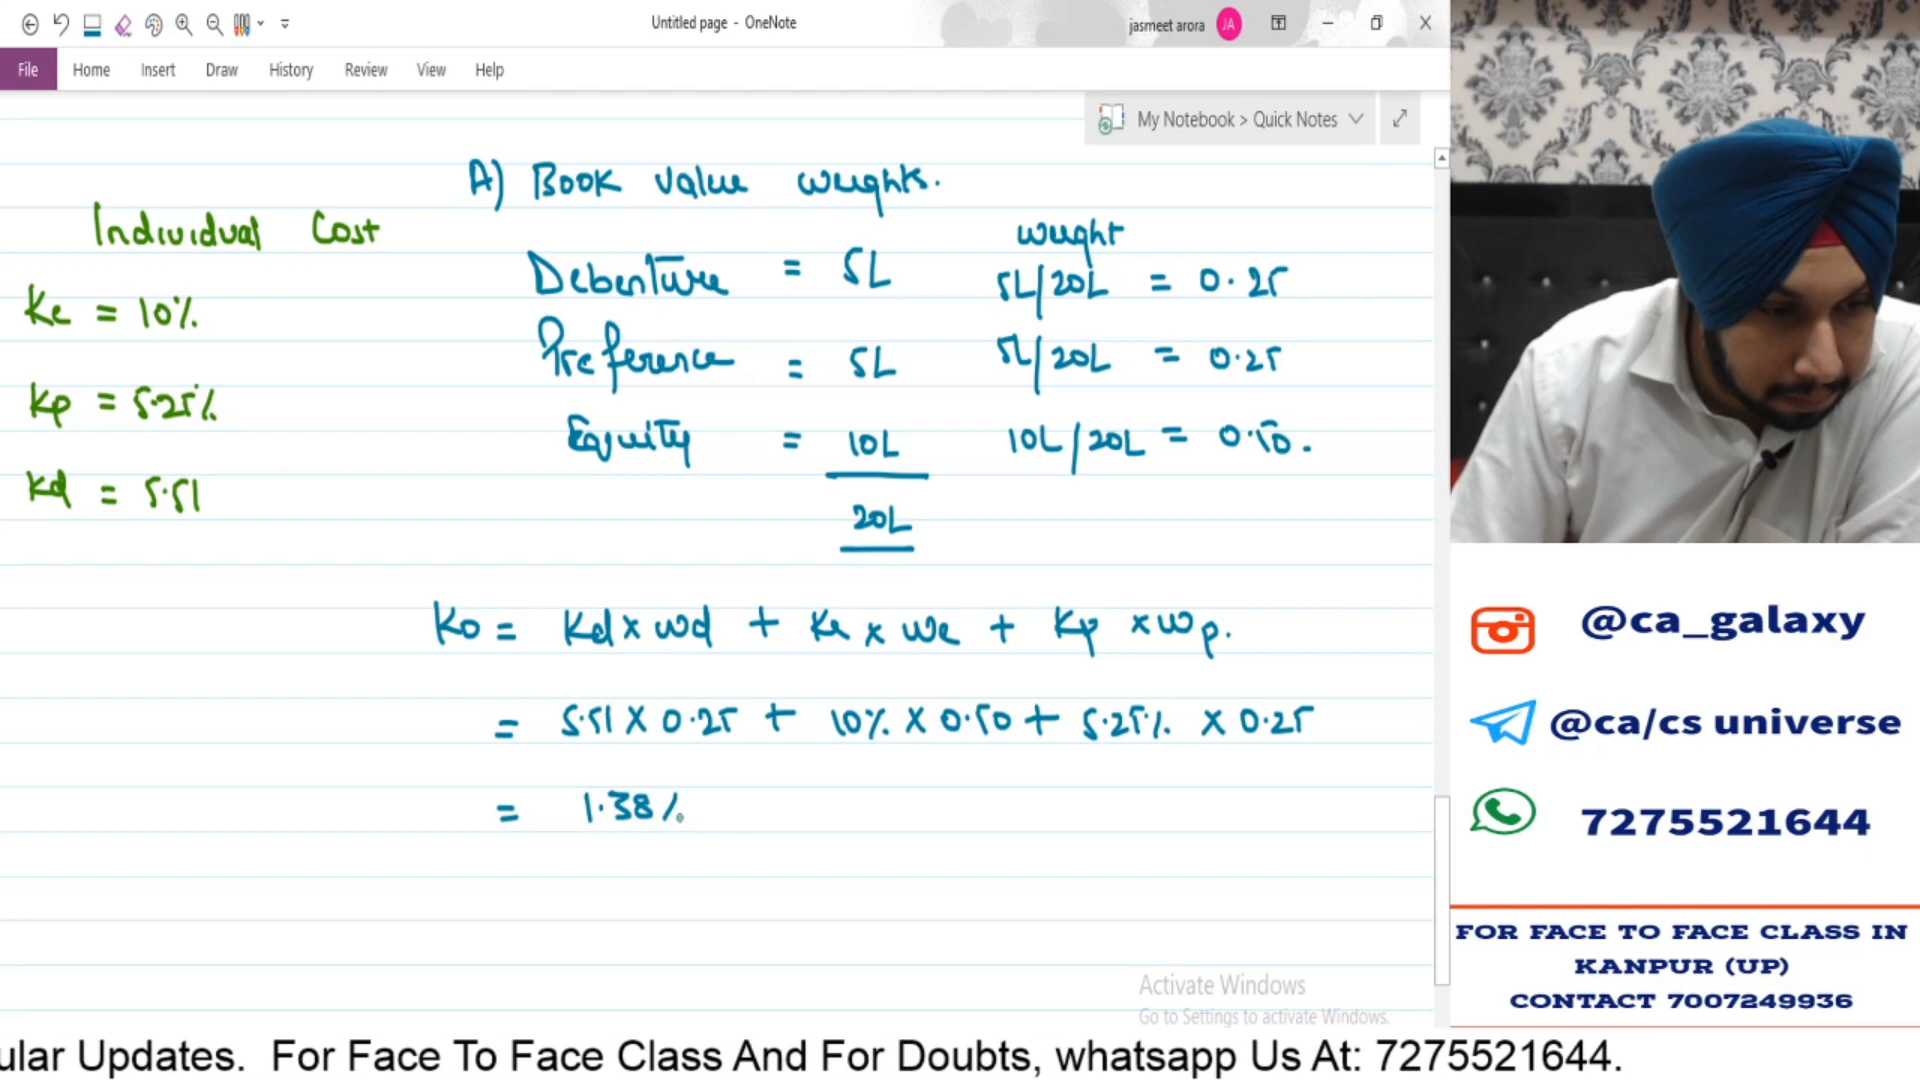 Untitled page - OneNote
jasmeet arora JA
File Home Insert Draw History Review View Help
My Notebook > Quick Notes
A) Book value weights.
Individual Cost
weight
Debenture = 5L 5L/20L = 0.25
Ke = 10%
Preference = 5L 5L/20L = 0.25
Kp = 5.25%
Equity = 10L 10L/20L = 0.50.
Kd = 5.51
20L
Ko = Kd x Wd + Ke x We + Kp x Wp.
= 5.51 X 0.25 + 10% X 0.50 + 5.25% X 0.25
= 1.38%
@ca_galaxy
@ca/cs universe
7275521644
FOR FACE TO FACE CLASS IN
KANPUR (UP)
CONTACT 7007249936
Activate Windows
Go to Settings to activate Windows.
ular Updates. For Face To Face Class And For Doubts, whatsapp Us At: 7275521644.